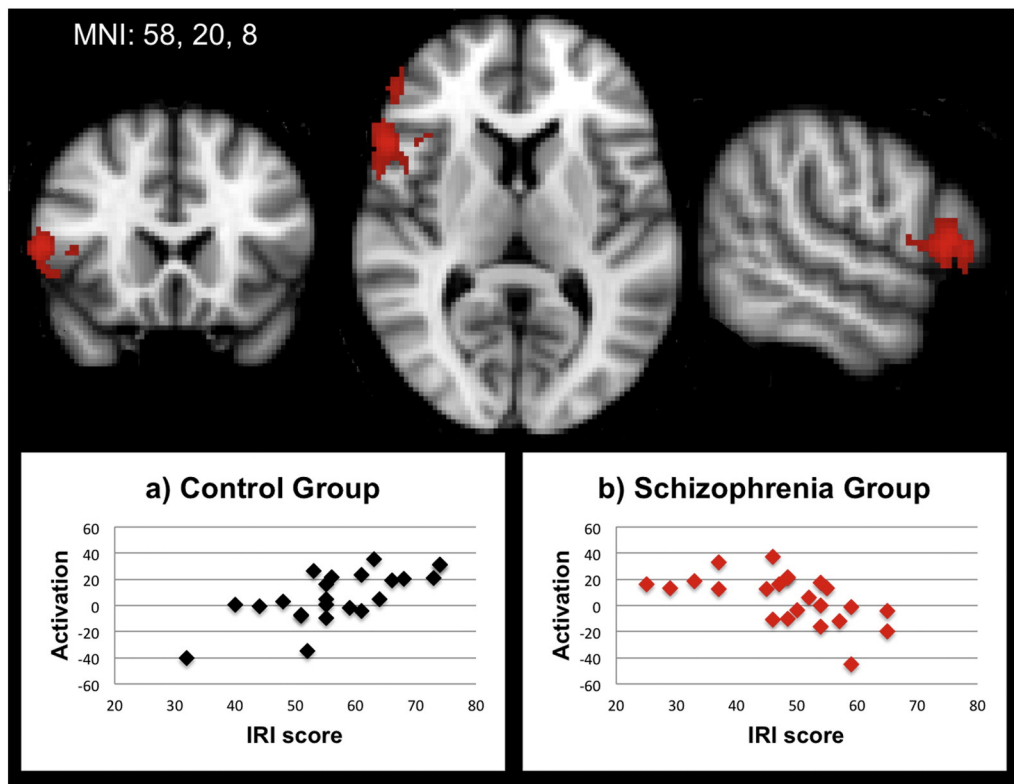 MNI: 58, 20, 8
a) Control Group
60
40
20
0
-20
-40
-60
Activation
20 30 40 50 60 70 80
IRI score
b) Schizophrenia Group
60
40
20
0
-20
-40
-60
Activation
20 30 40 50 60 70 80
IRI score